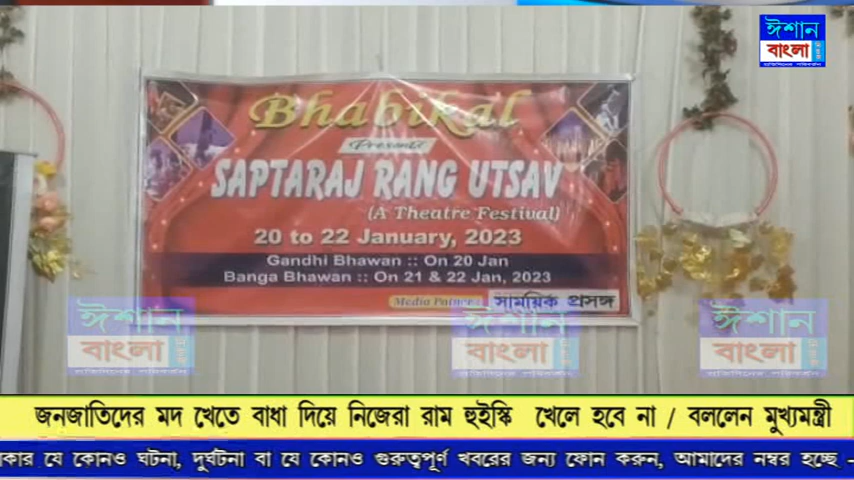 ঈশান
বাংলা
Bhabikal
Presents
SAPTARAJ RANG UTSAV
(A Theatre Festival)
20 to 22 January, 2023
Gandhi Bhawan :: On 20 Jan
Banga Bhawan :: On 21 & 22 Jan, 2023
Media Patners
সাময়িক প্রসঙ্গ
ঈশান
বাংলা
ঈশান
বাংলা
ঈশান
বাংলা
জনজাতিদের মদ খেতে বাধা দিয়ে নিজেরা রাম হুইস্কি খেলে হবে না / বললেন মুখ্যমন্ত্রী
কার যে কোনও ঘটনা, দুর্ঘটনা বা যে কোনও গুরুত্বপূর্ণ খবরের জন্য ফোন করুন, আমাদের নম্বর হচ্ছে -